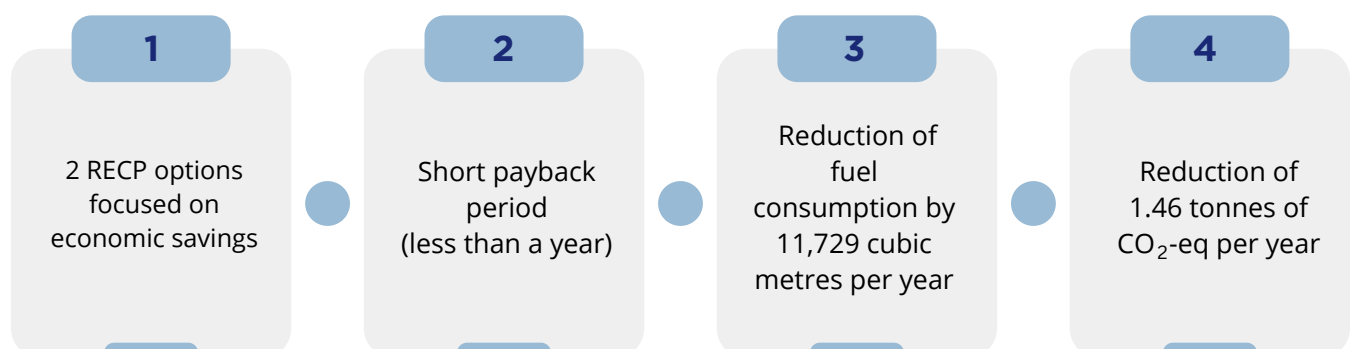 1
2 RECP options
focused on
economic savings
2
Short payback
period
(less than a year)
3
Reduction of
fuel
consumption by
11,729 cubic
metres per year
4
Reduction of
1.46 tonnes of
CO₂-eq per year